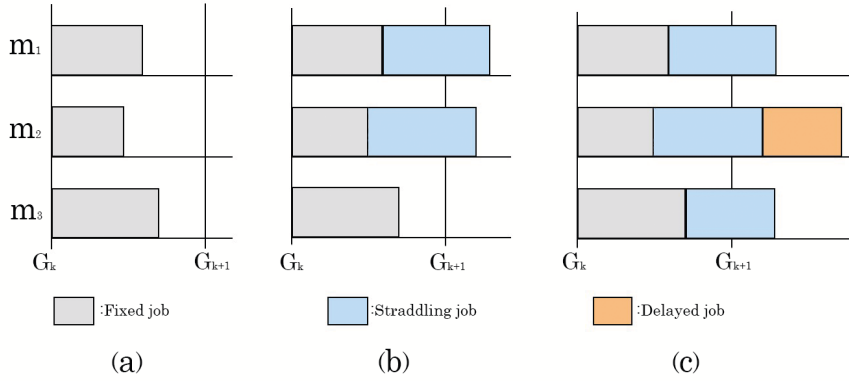 m₁
m₂
m₃
Gₖ Gₖ₊₁ Gₖ Gₖ₊₁ Gₖ Gₖ₊₁
:Fixed job :Straddling job :Delayed job
(a) (b) (c)